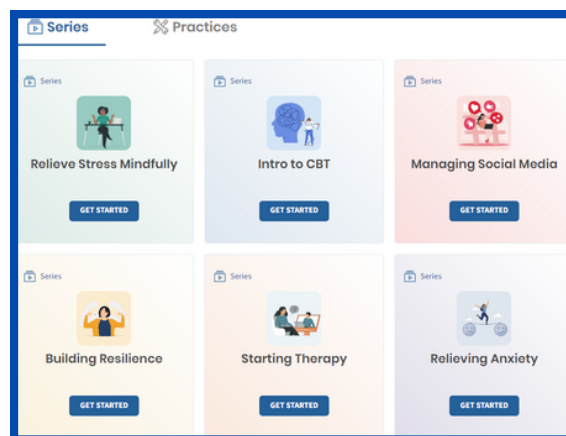 Series
Practices
Series
Relieve Stress Mindfully
GET STARTED
Series
Intro to CBT
GET STARTED
Series
Managing Social Media
GET STARTED
Series
Building Resilience
GET STARTED
Series
Starting Therapy
GET STARTED
Series
Relieving Anxiety
GET STARTED